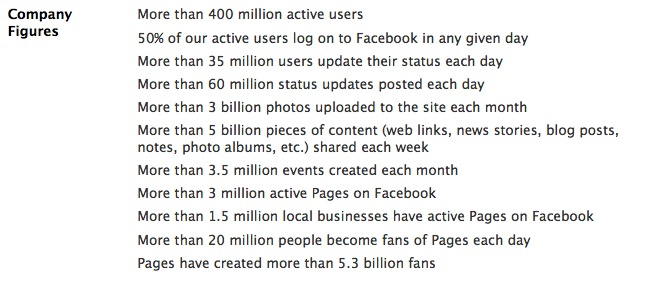 Company
Figures
More than 400 million active users
50% of our active users log on to Facebook in any given day
More than 35 million users update their status each day
More than 60 million status updates posted each day
More than 3 billion photos uploaded to the site each month
More than 5 billion pieces of content (web links, news stories, blog posts,
notes, photo albums, etc.) shared each week
More than 3.5 million events created each month
More than 3 million active Pages on Facebook
More than 1.5 million local businesses have active Pages on Facebook
More than 20 million people become fans of Pages each day
Pages have created more than 5.3 billion fans